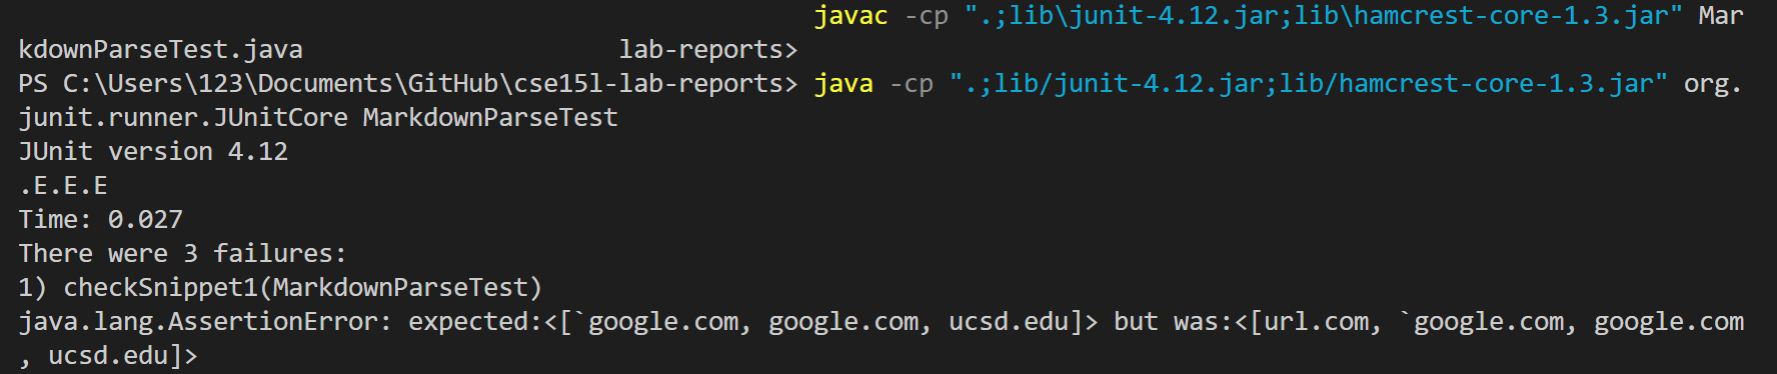 javac -cp ".;lib\junit-4.12.jar;lib\hamcrest-core-1.3.jar" Mar
kdownParseTest.java                     lab-reports>
PS C:\Users\123\Documents\GitHub\cse15l-lab-reports> java -cp ".;lib/junit-4.12.jar;lib/hamcrest-core-1.3.jar" org.
junit.runner.JUnitCore MarkdownParseTest
JUnit version 4.12
.E.E.E
Time: 0.027
There were 3 failures:
1) checkSnippet1(MarkdownParseTest)
java.lang.AssertionError: expected:<[`google.com, google.com, ucsd.edu]> but was:<[url.com, `google.com, google.com
, ucsd.edu]>